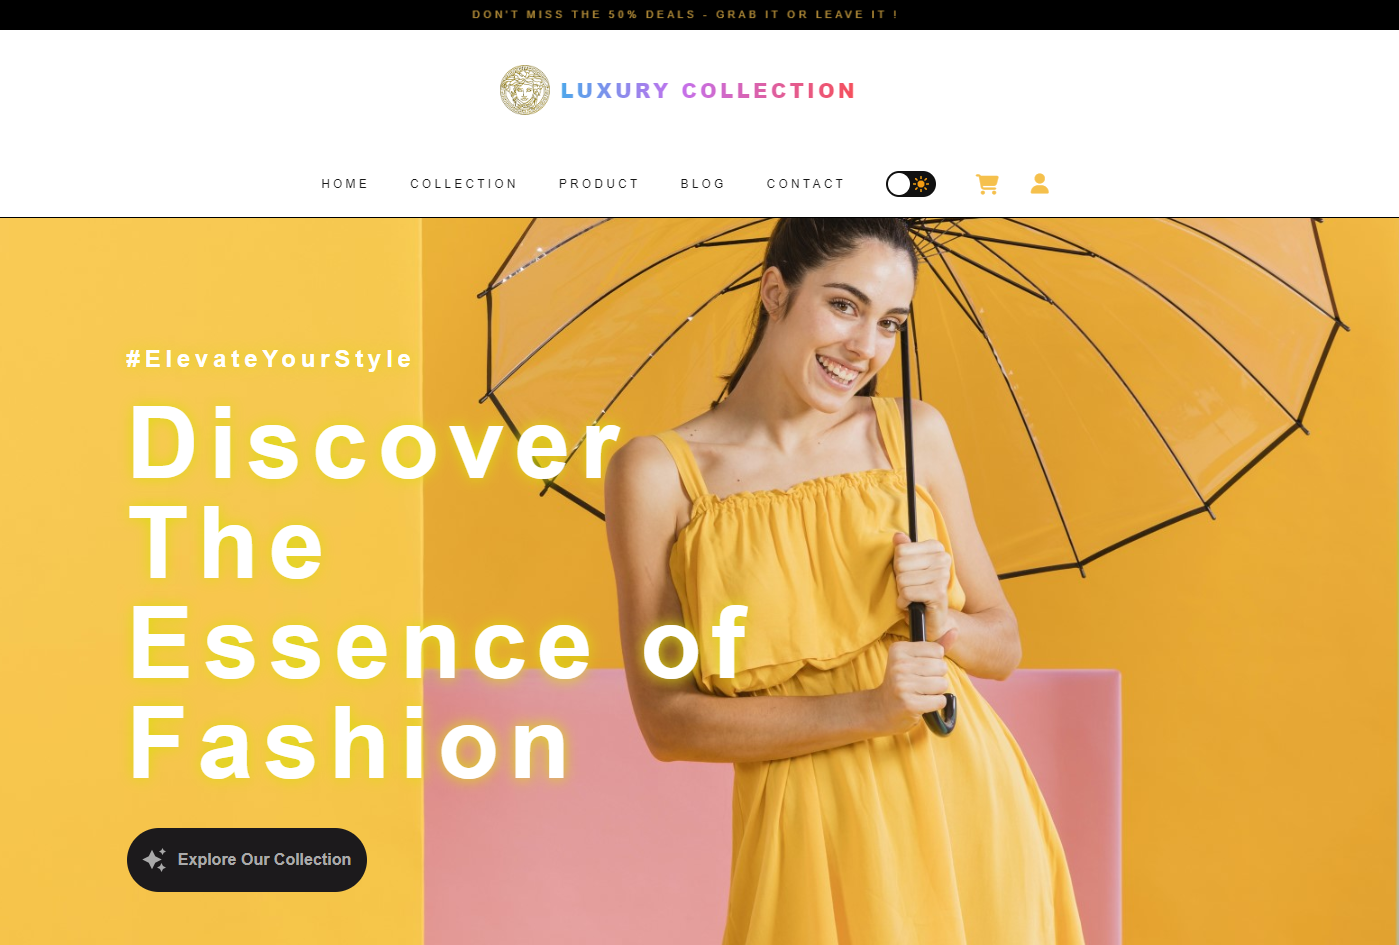 DON'T MISS THE 50% DEALS - GRAB IT OR LEAVE IT !
LUXURY COLLECTION
HOME COLLECTION PRODUCT BLOG CONTACT
#ElevateYourStyle
Discover
The
Essence of
Fashion
Explore Our Collection